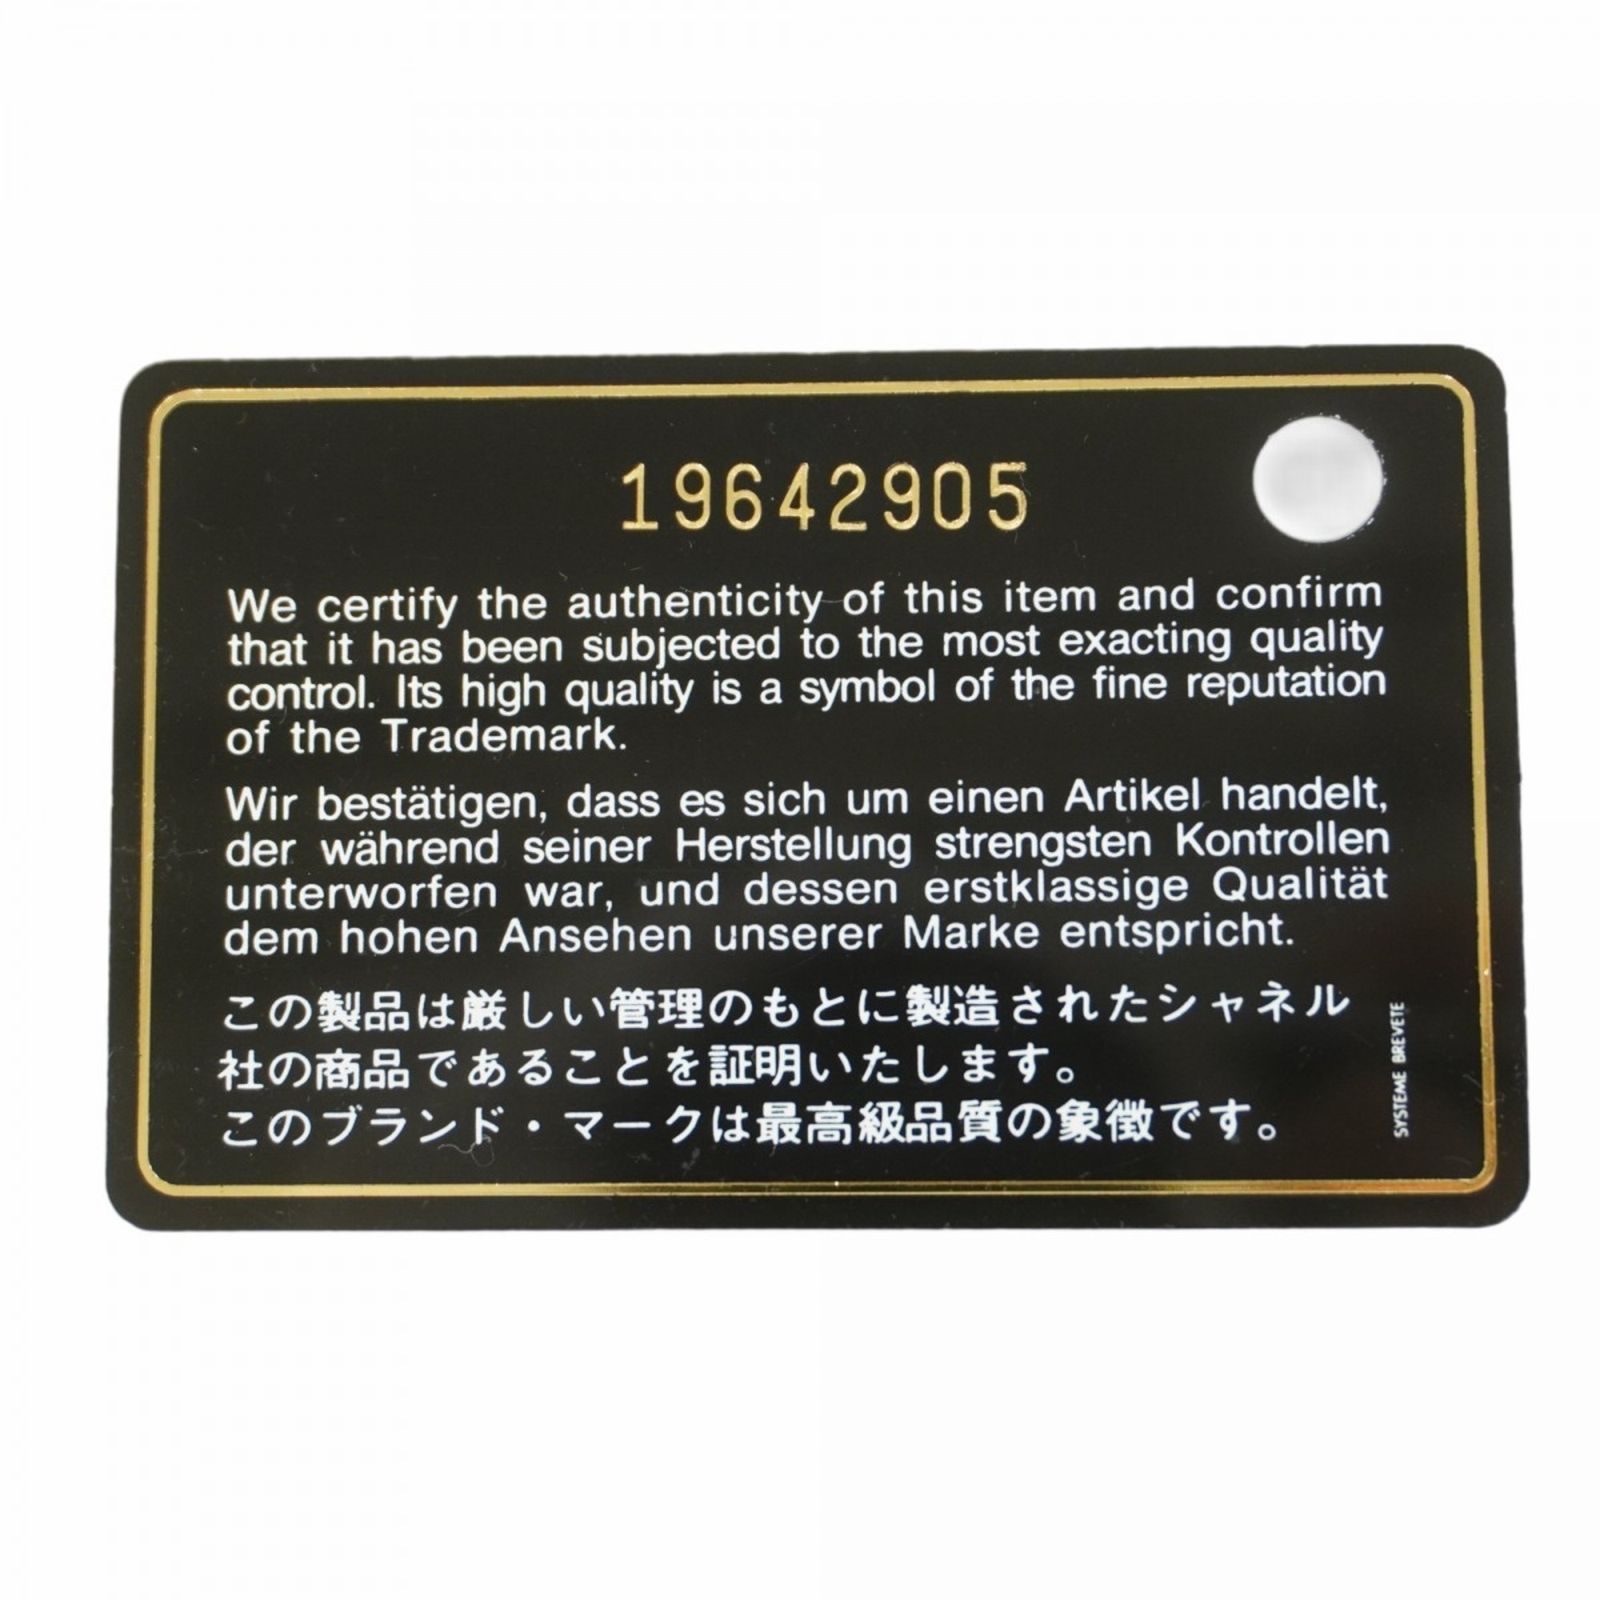 19642905
We certify the authenticity of this item and confirm
that it has been subjected to the most exacting quality
control. Its high quality is a symbol of the fine reputation
of the Trademark.
Wir bestätigen, dass es sich um einen Artikel handelt,
der während seiner Herstellung strengsten Kontrollen
unterworfen war, und dessen erstklassige Qualität
dem hohen Ansehen unserer Marke entspricht.
この製品は厳しい管理のもとに製造されたシャネル
社の商品であることを証明いたします。
このブランド・マークは最高級品質の象徴です。
SYSTEME BREVETE